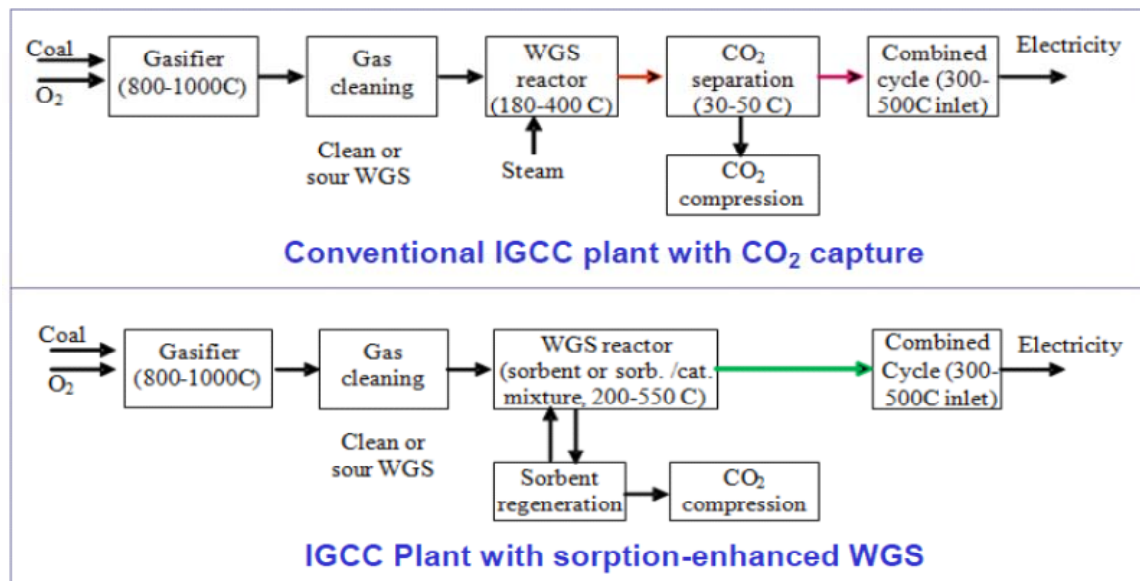 Coal
O₂
Gasifier
(800-1000C)
Gas
cleaning
Clean or
sour WGS
WGS
reactor
(180-400 C)
Steam
CO₂
separation
(30-50 C)
CO₂
compression
Combined
cycle (300-
500C inlet)
Electricity
Conventional IGCC plant with CO₂ capture
Coal
O₂
Gasifier
(800-1000C)
Gas
cleaning
Clean or
sour WGS
WGS reactor
(sorbent or sorb. /cat.
mixture, 200-550 C)
Sorbent
regeneration
CO₂
compression
Combined
Cycle (300-
500C inlet)
Electricity
IGCC Plant with sorption-enhanced WGS